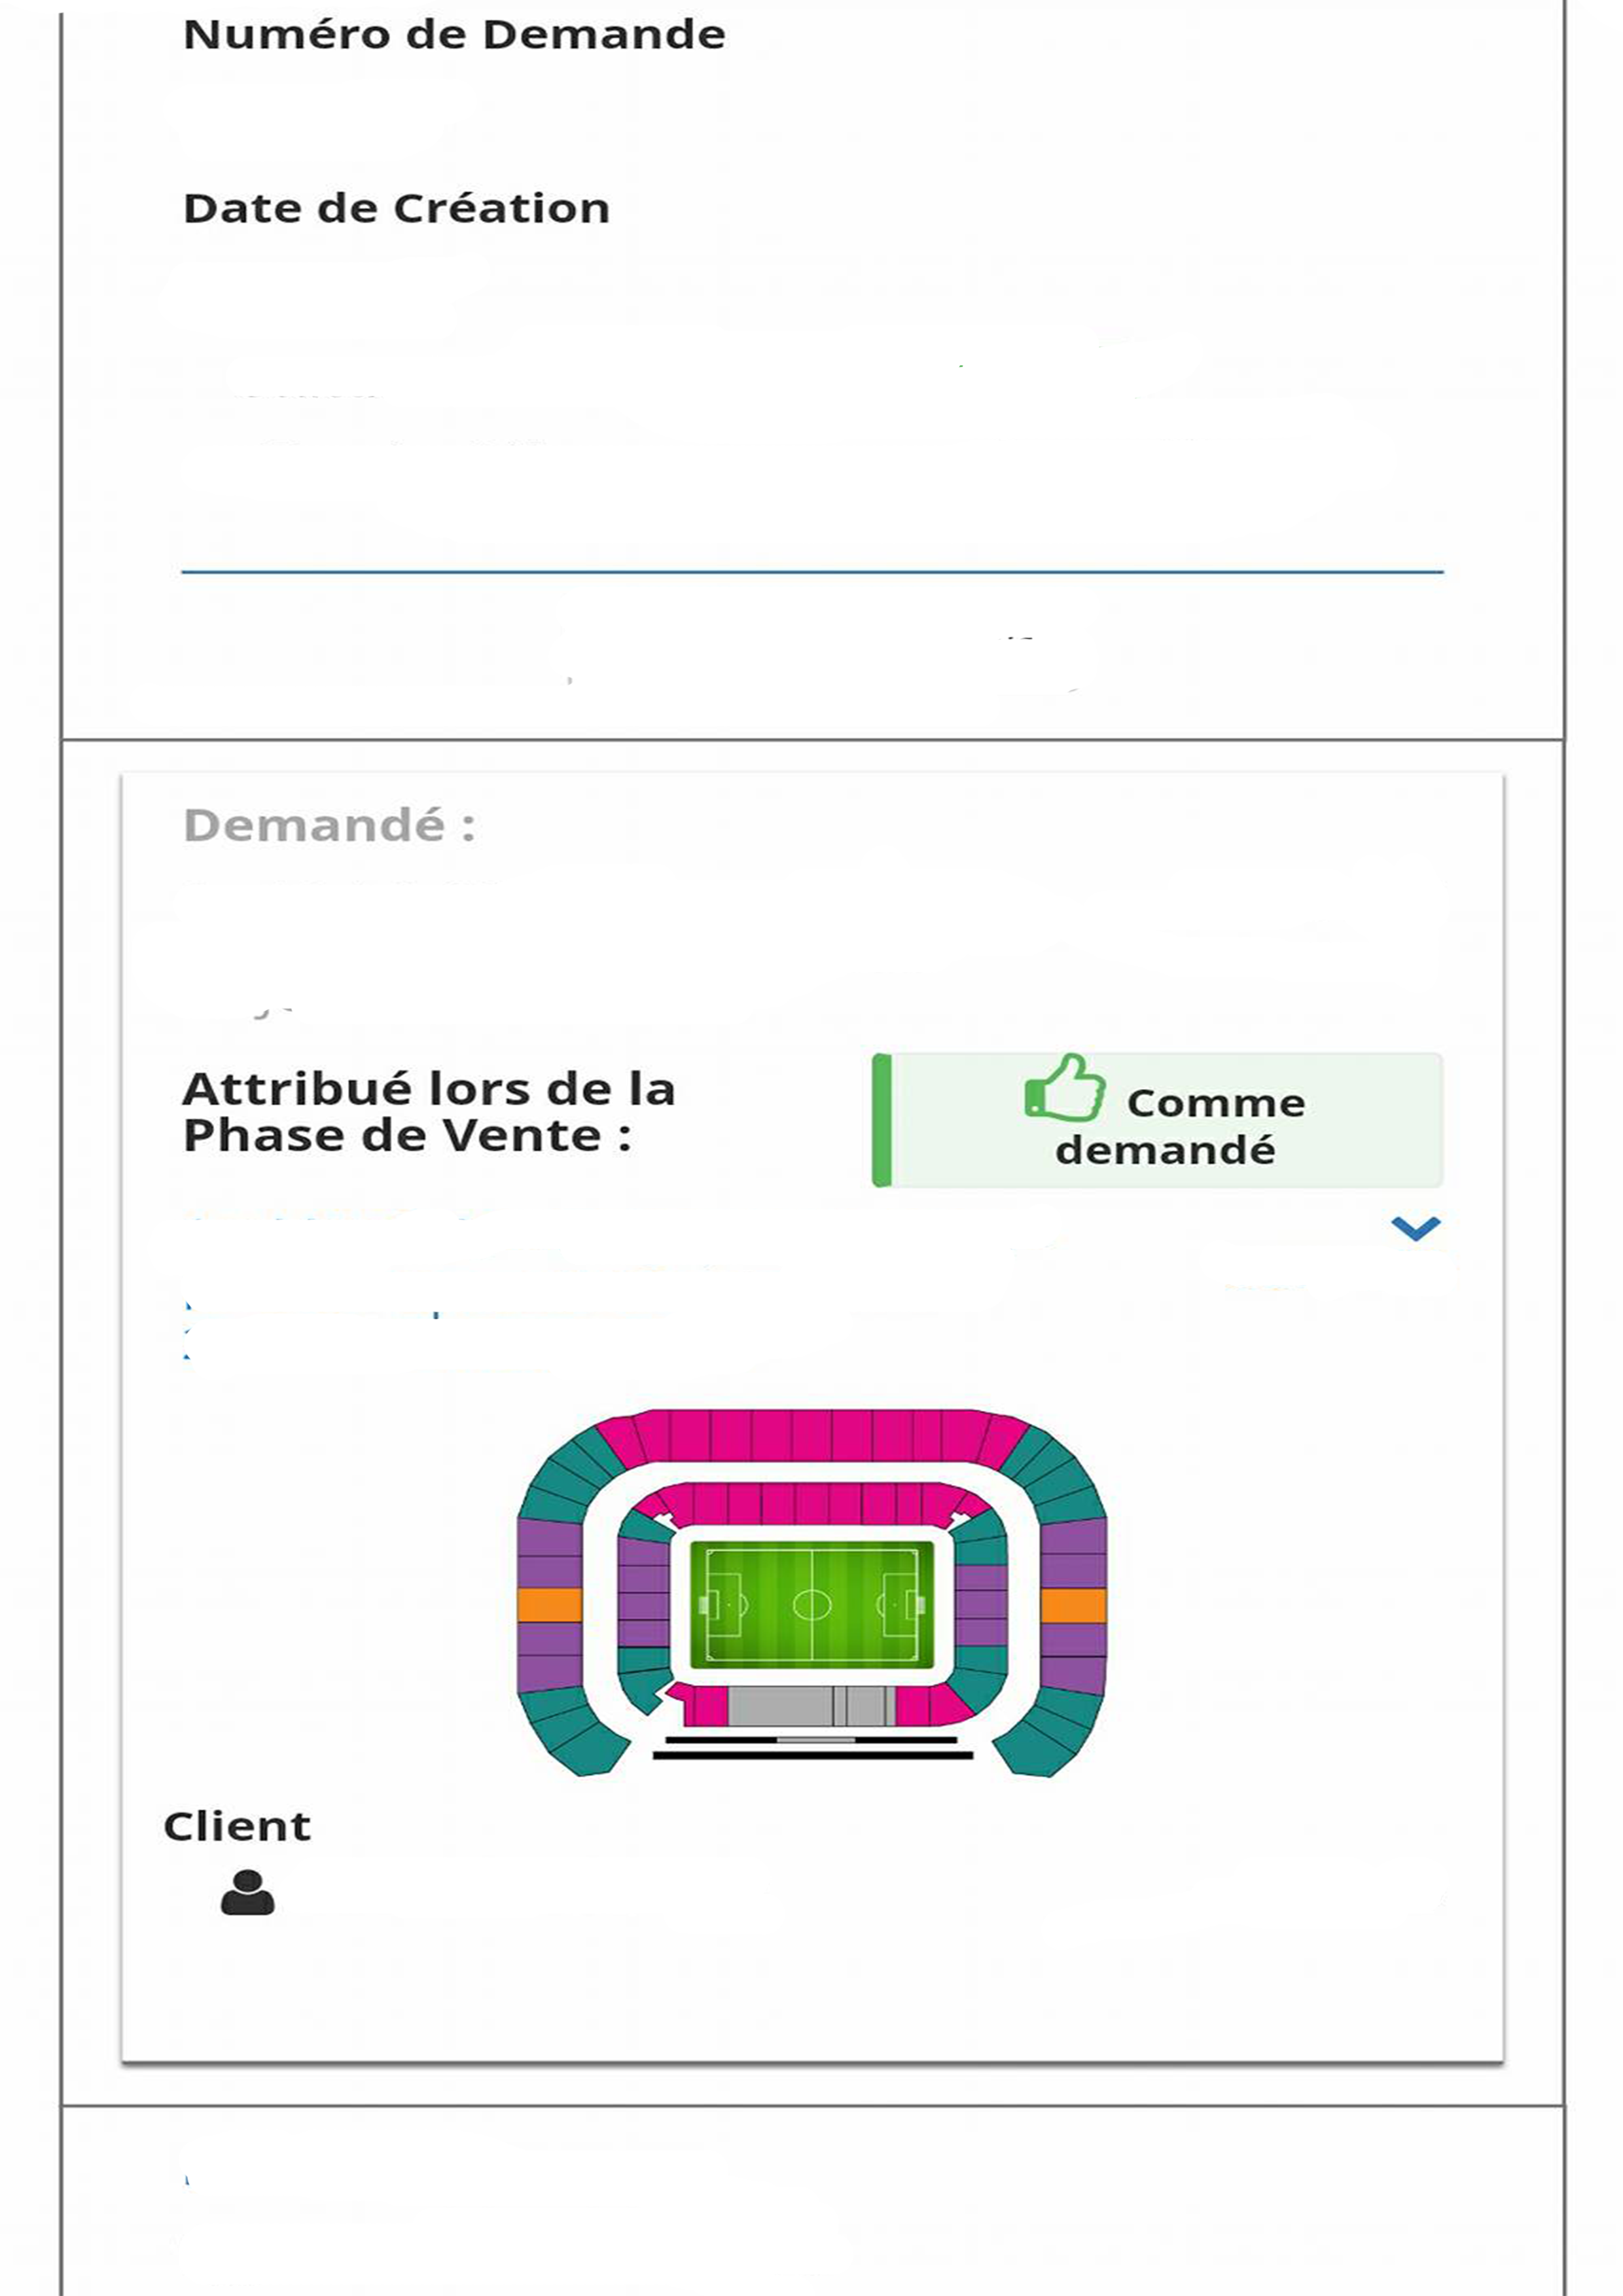 Numéro de Demande
Date de Création
Demandé :
Attribué lors de la
Phase de Vente :
Comme
demandé
Client